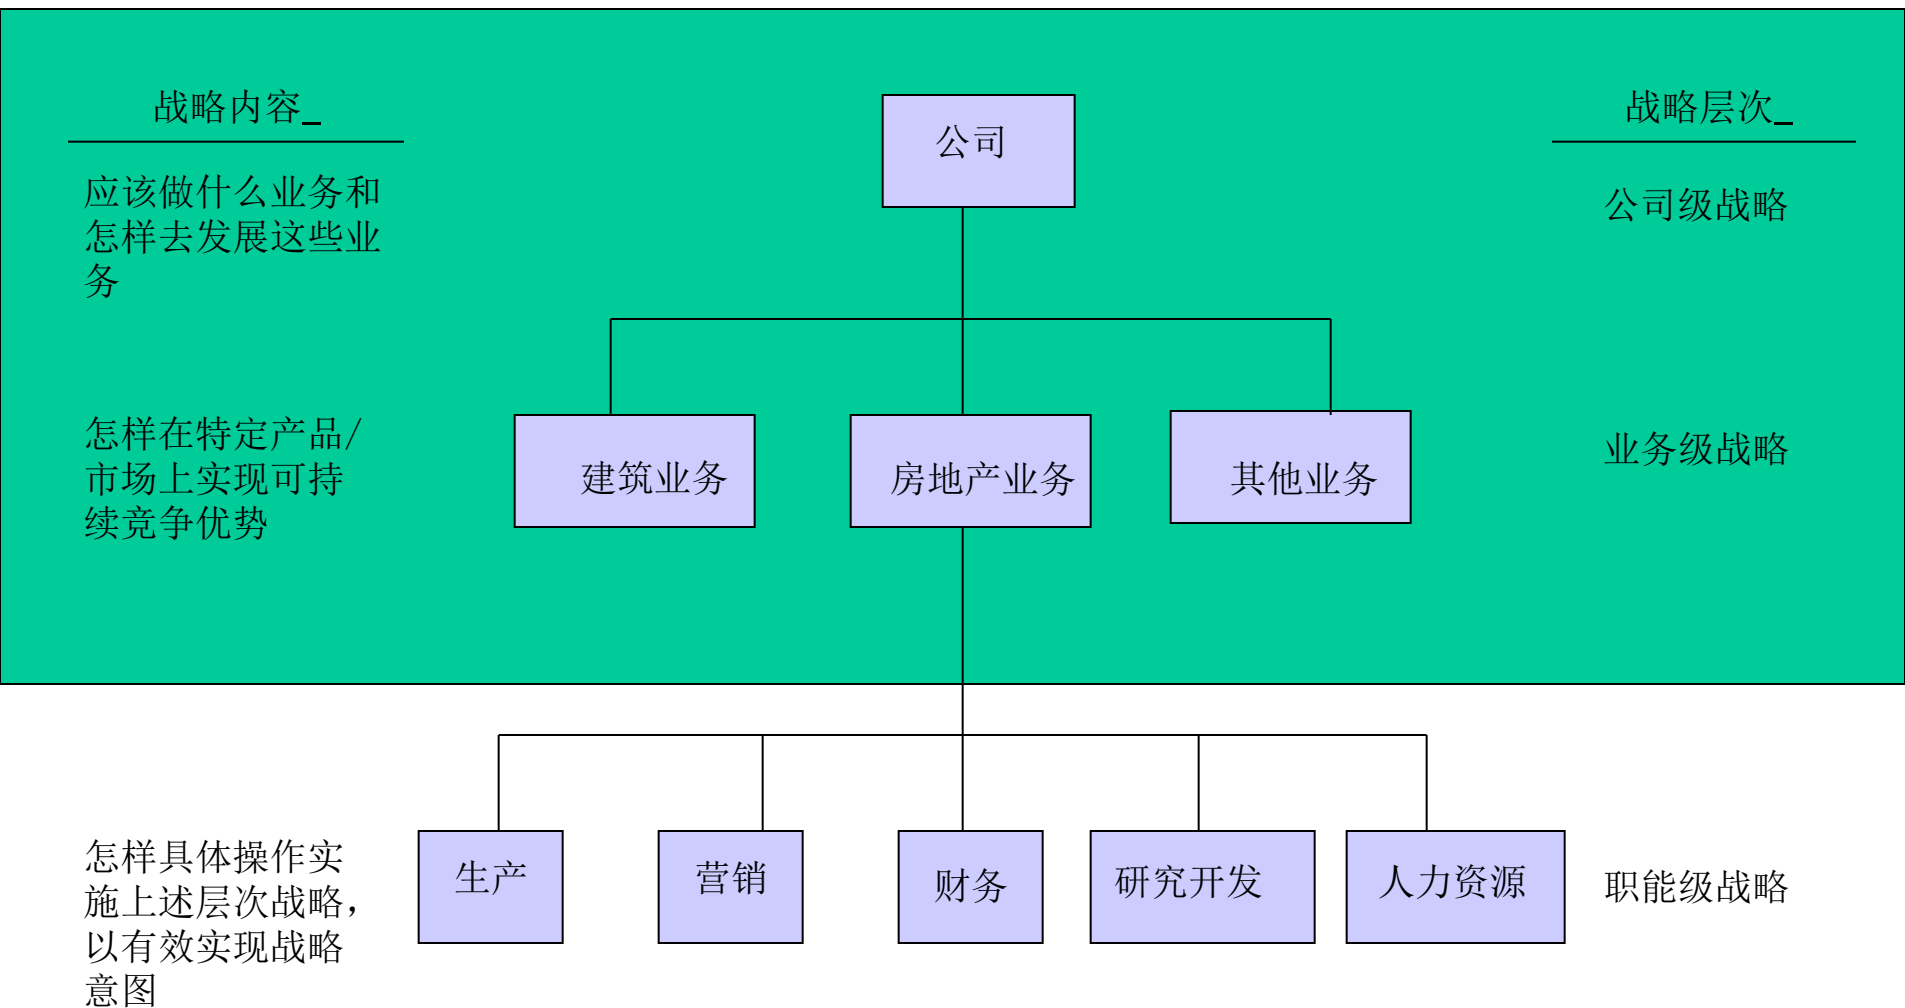 战略内容
公司
战略层次
应该做什么业务和
怎样去发展这些业
务
公司级战略
怎样在特定产品/
市场上实现可持
续竞争优势
建筑业务
房地产业务
其他业务
业务级战略
怎样具体操作实
施上述层次战略，
以有效实现战略
意图
生产
营销
财务
研究开发
人力资源
职能级战略